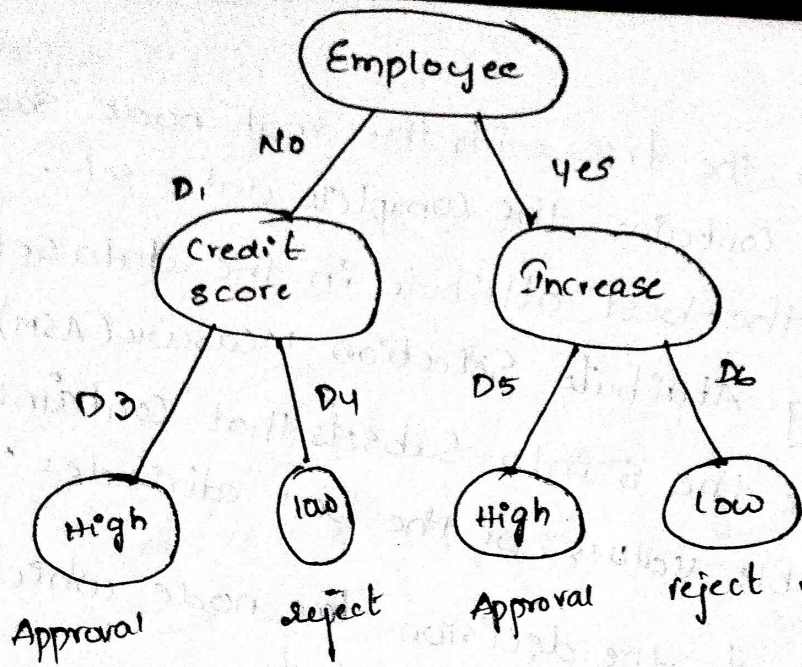 Employee
No
yes
D1
Credit
score
Increase
D3
D4
D5
D6
High
low
High
low
Approval
reject
Approval
reject